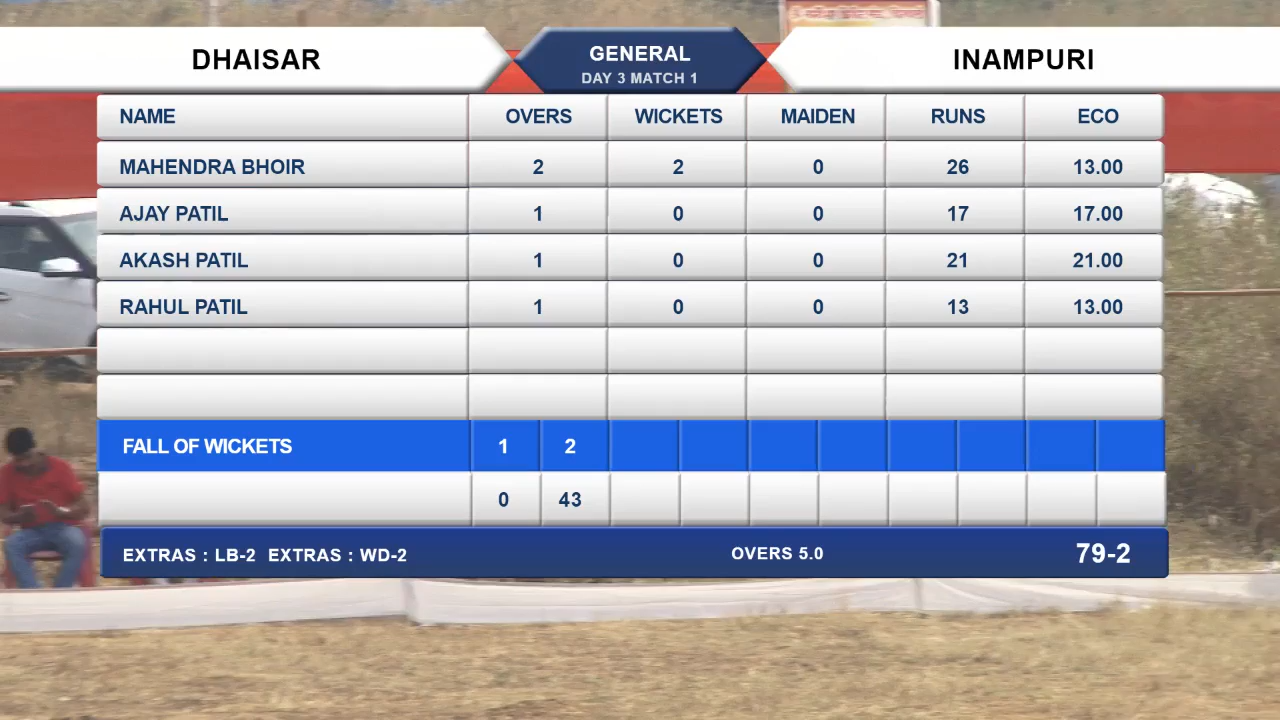 DHAISAR
GENERAL
DAY 3 MATCH 1
INAMPURI
NAME OVERS WICKETS MAIDEN RUNS ECO
MAHENDRA BHOIR 2 2 0 26 13.00
AJAY PATIL 1 0 0 17 17.00
AKASH PATIL 1 0 0 21 21.00
RAHUL PATIL 1 0 0 13 13.00
FALL OF WICKETS 1 2
0 43
EXTRAS : LB-2 EXTRAS : WD-2 OVERS 5.0 79-2